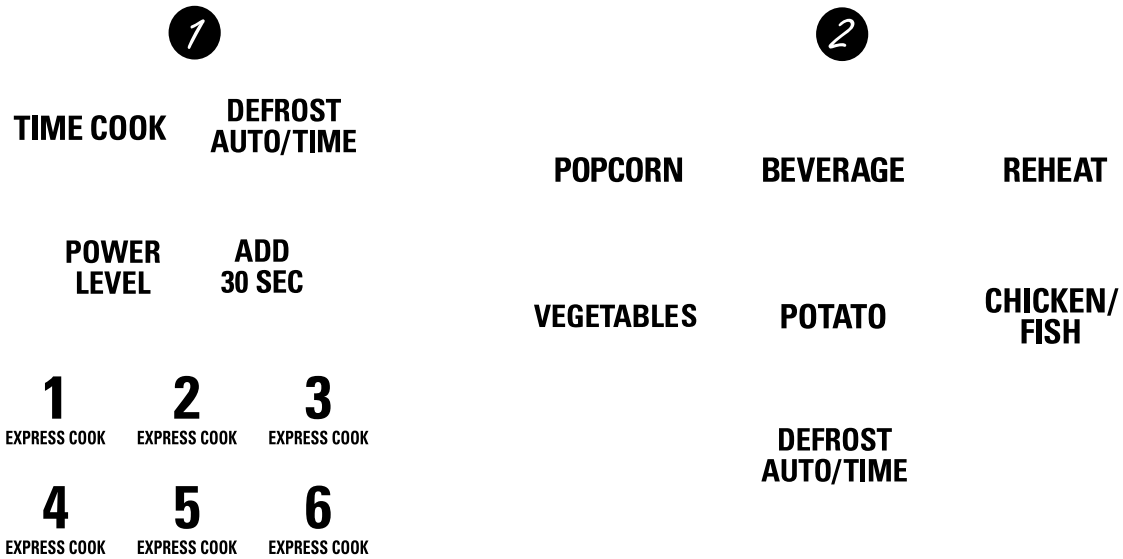 1
TIME COOK
DEFROST
AUTO/TIME
POWER
LEVEL
ADD
30 SEC
1 2 3
EXPRESS COOK EXPRESS COOK EXPRESS COOK
4 5 6
EXPRESS COOK EXPRESS COOK EXPRESS COOK
2
POPCORN BEVERAGE REHEAT
VEGETABLES POTATO
CHICKEN/
FISH
DEFROST
AUTO/TIME